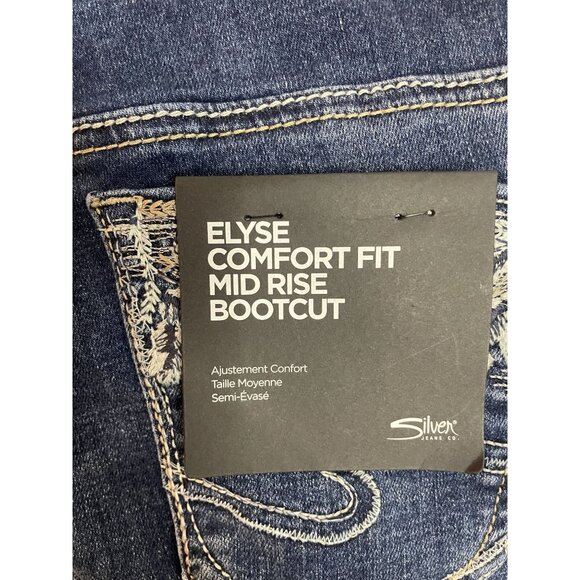 ELYSE
COMFORT FIT
MID RISE
BOOTCUT
Ajustement Confort
Taille Moyenne
Semi-Évasé
Silver®
JEANS CO.